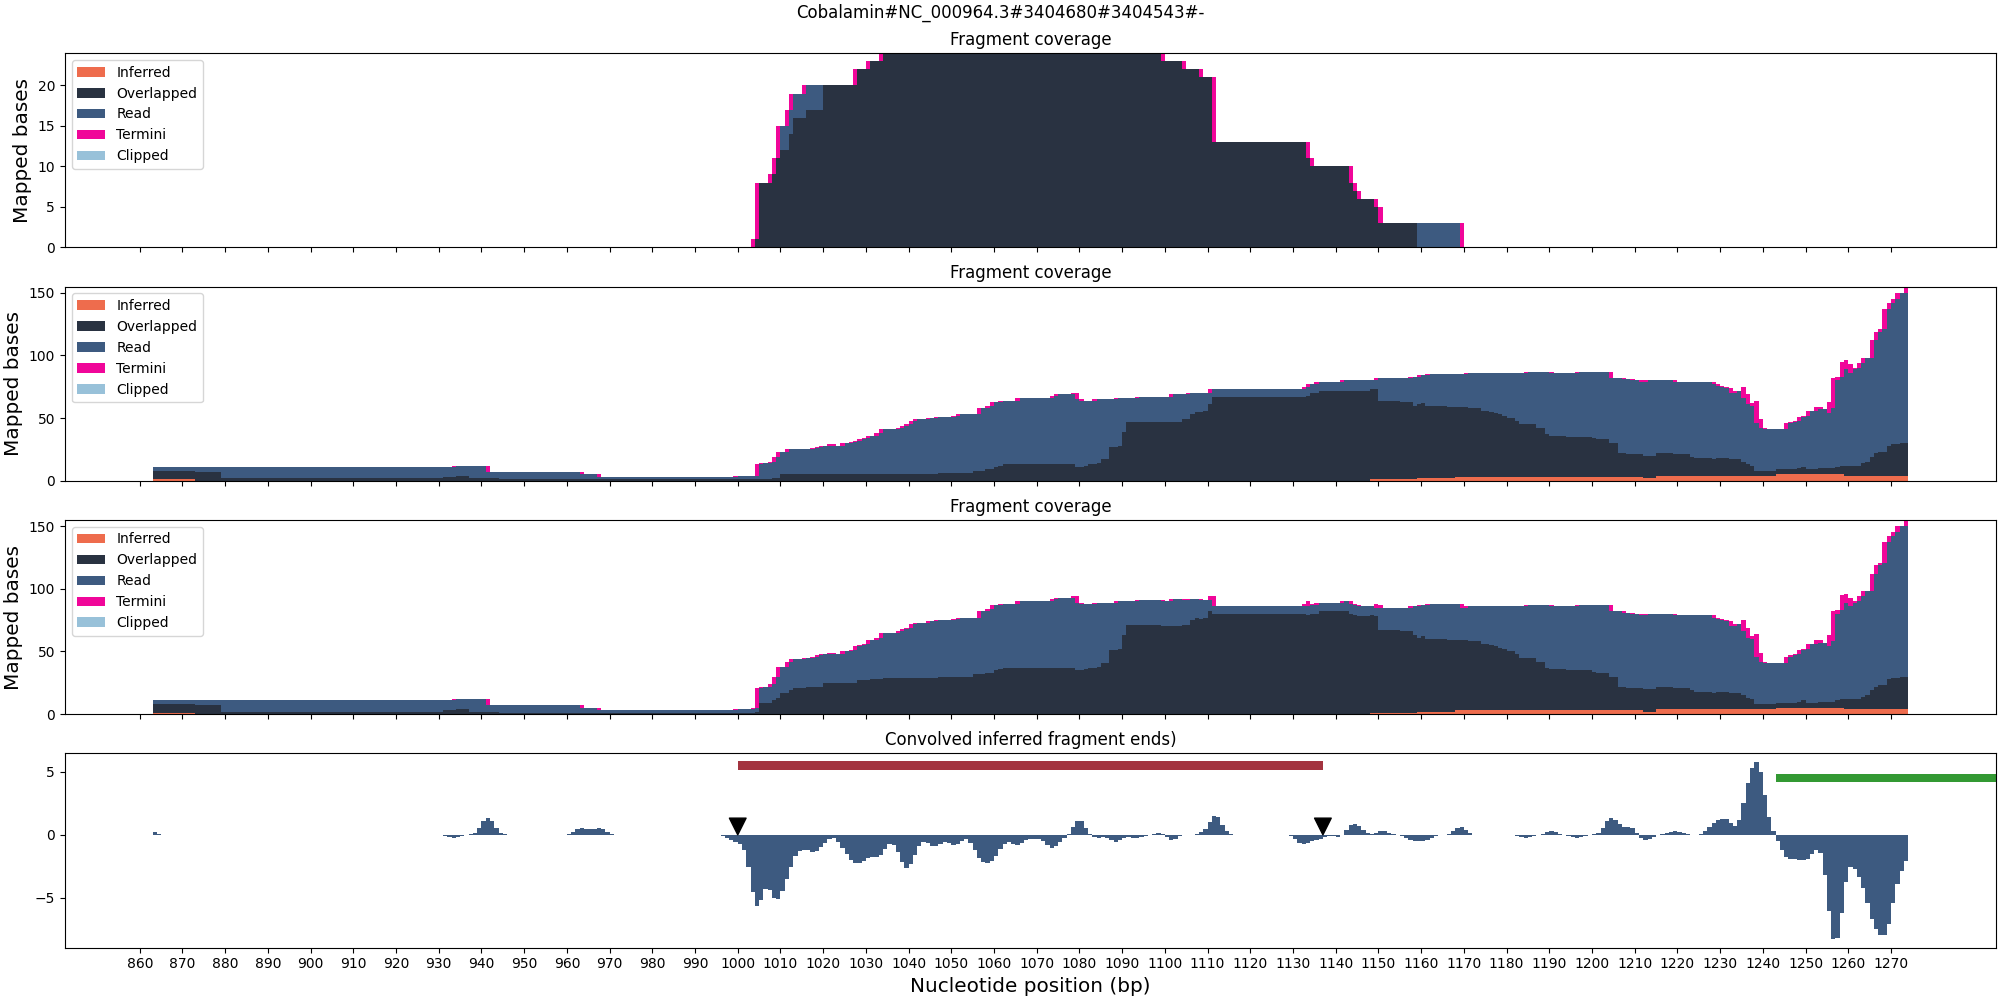 Cobalamin#NC_000964.3#3404680#3404543#-
Fragment coverage
Mapped bases
20
15
10
5
0
Inferred
Overlapped
Read
Termini
Clipped
Fragment coverage
Mapped bases
150
100
50
0
Inferred
Overlapped
Read
Termini
Clipped
Fragment coverage
Mapped bases
150
100
50
0
Inferred
Overlapped
Read
Termini
Clipped
Convolved inferred fragment ends)
5
0
−5
860 870 880 890 900 910 920 930 940 950 960 970 980 990 1000 1010 1020 1030 1040 1050 1060 1070 1080 1090 1100 1110 1120 1130 1140 1150 1160 1170 1180 1190 1200 1210 1220 1230 1240 1250 1260 1270
Nucleotide position (bp)